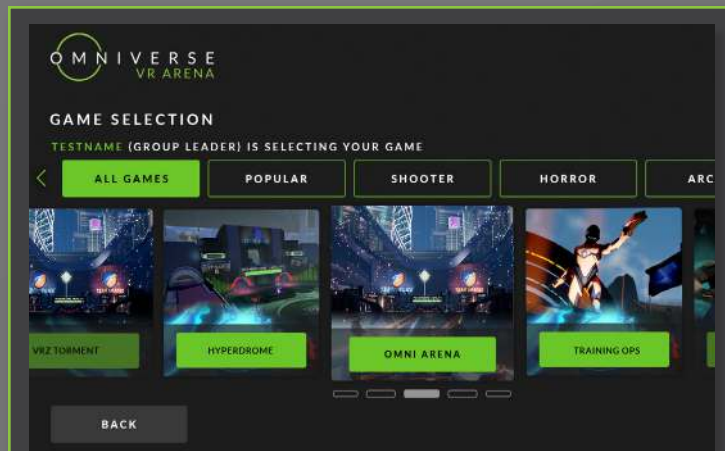 OMNIVERSE
VR ARENA
GAME SELECTION
TESTNAME (GROUP LEADER) IS SELECTING YOUR GAME
ALL GAMES
POPULAR
SHOOTER
HORROR
ARC
VRZ TORMENT
HYPERDROME
OMNI ARENA
TRAINING OPS
BACK